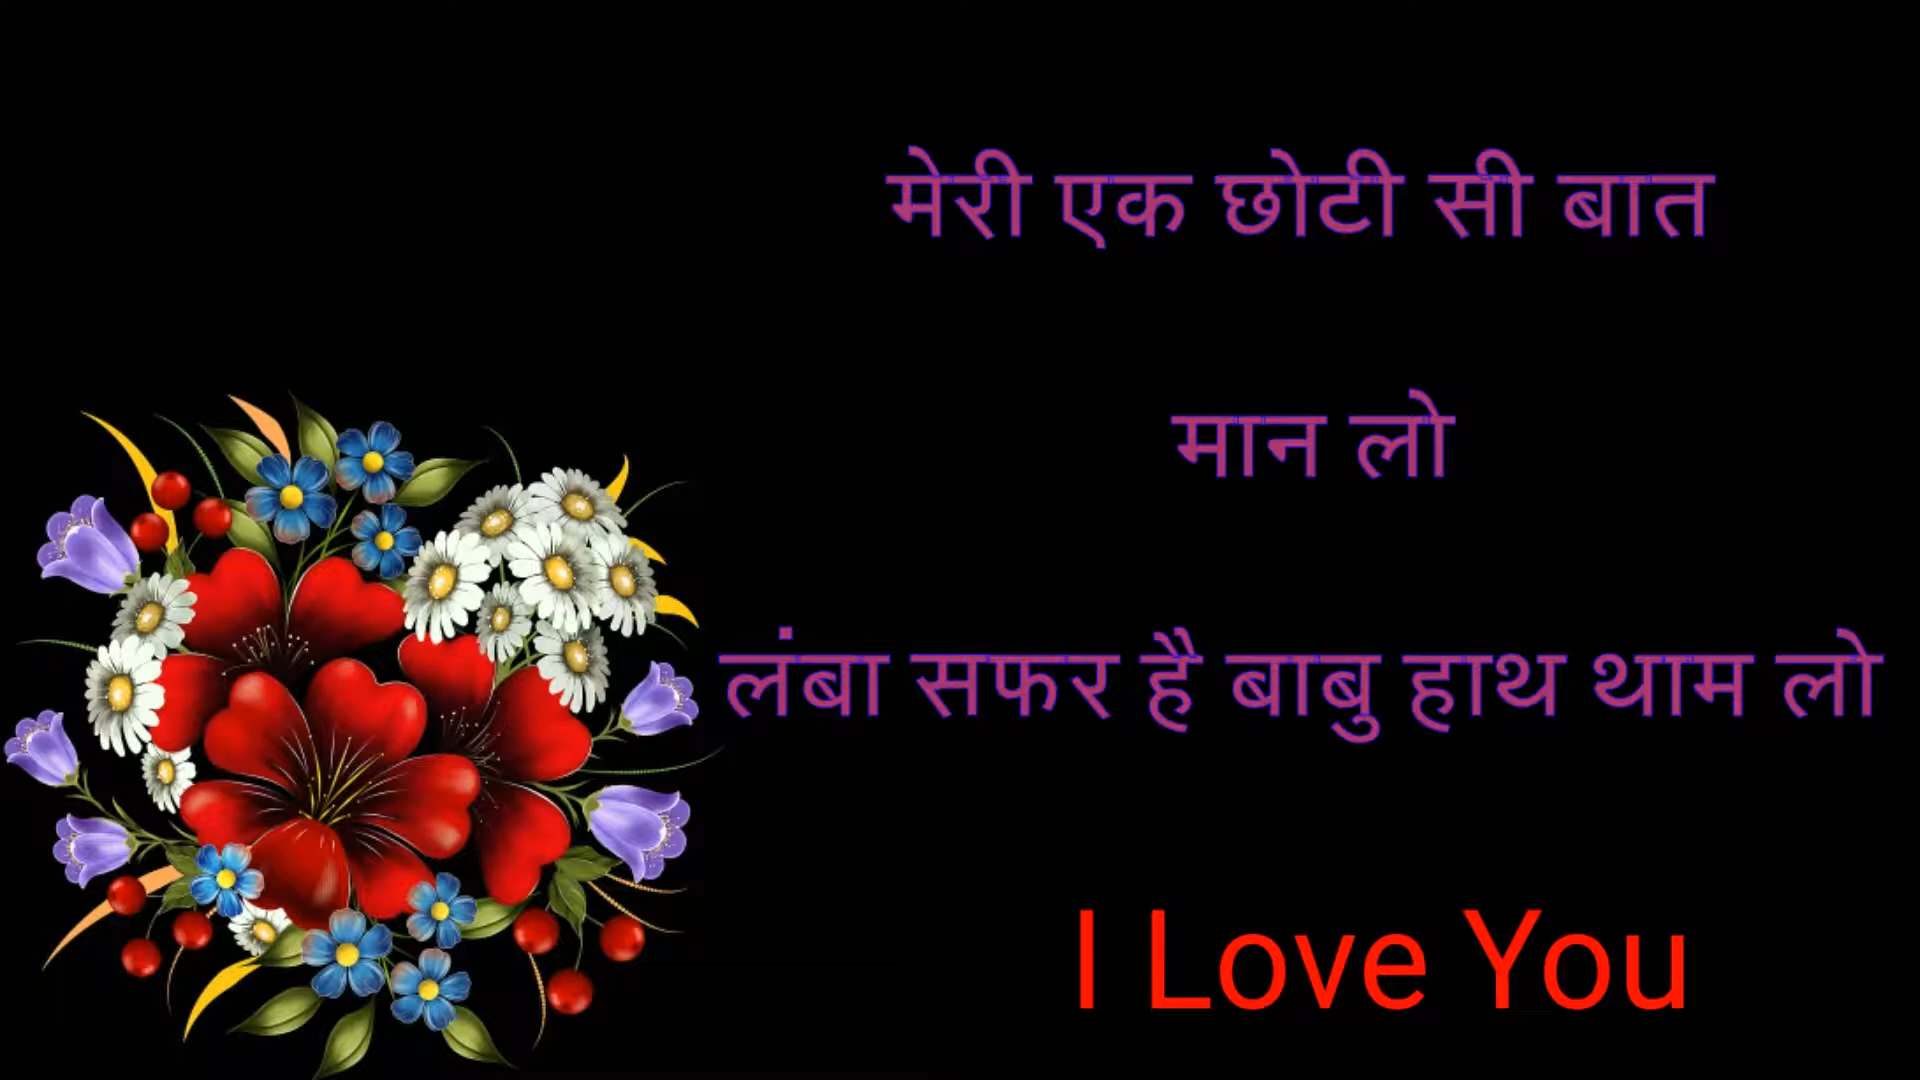 मेरी एक छोटी सी बात
मान लो
लंबा सफर है बाबु हाथ थाम लो
I Love You